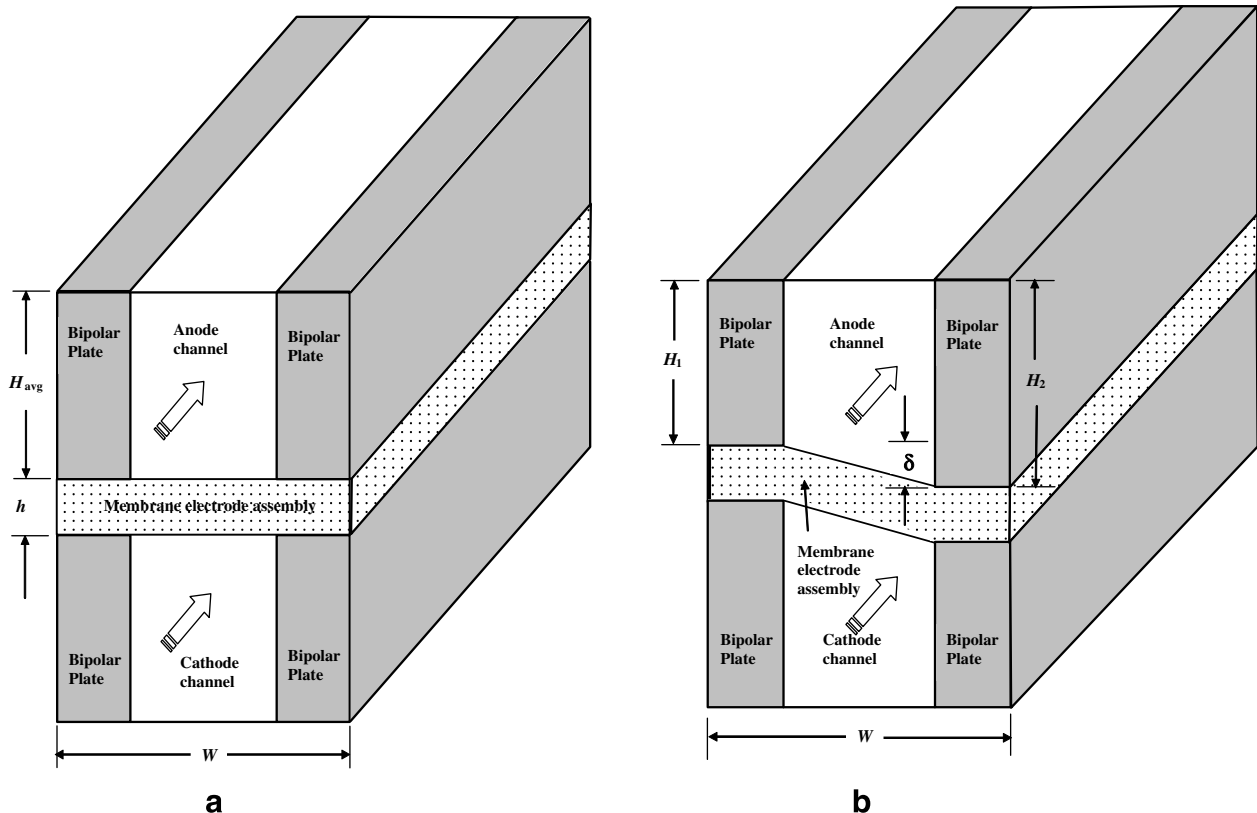 Bipolar
Plate
Anode
channel
Bipolar
Plate
Havg
h
Membrane electrode assembly
Bipolar
Plate
Cathode
channel
Bipolar
Plate
W
a
Bipolar
Plate
Anode
channel
Bipolar
Plate
H1
H2
δ
Membrane
electrode
assembly
Bipolar
Plate
Cathode
channel
Bipolar
Plate
W
b